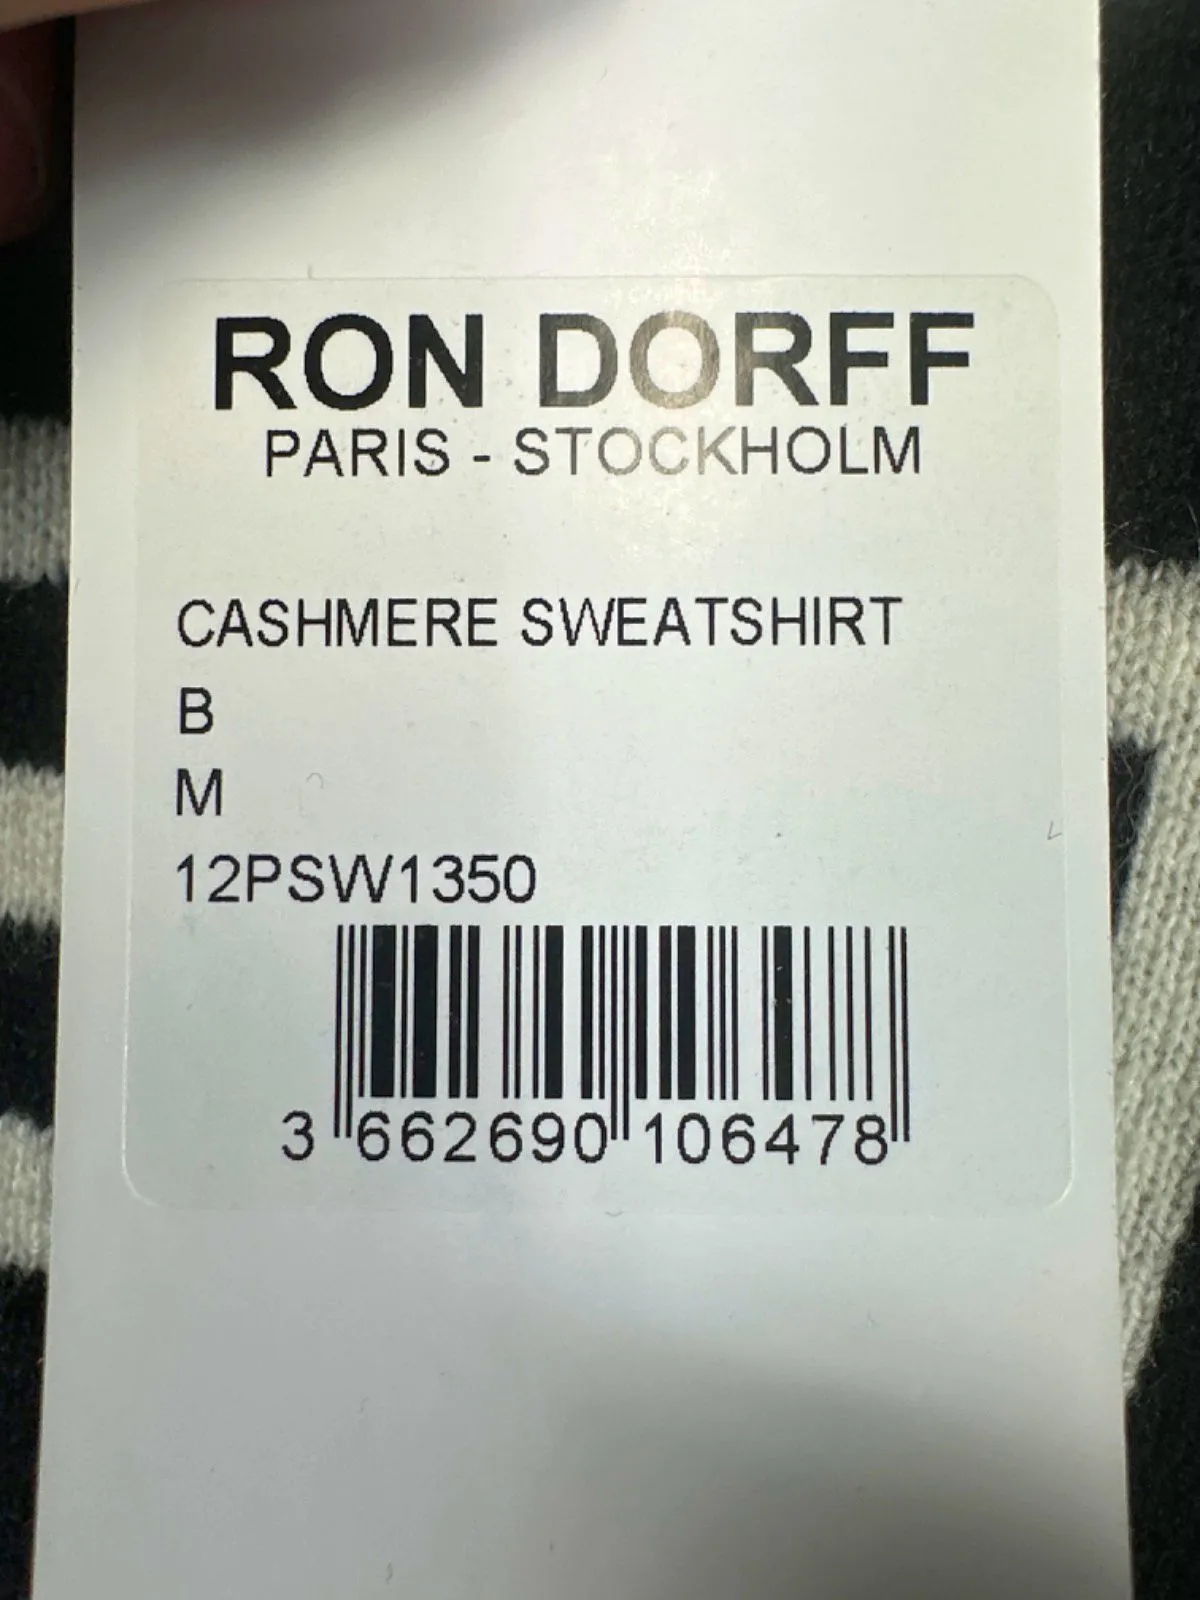 RON DORFF
PARIS - STOCKHOLM
CASHMERE SWEATSHIRT
B
M
12PSW1350
3 662690 106478